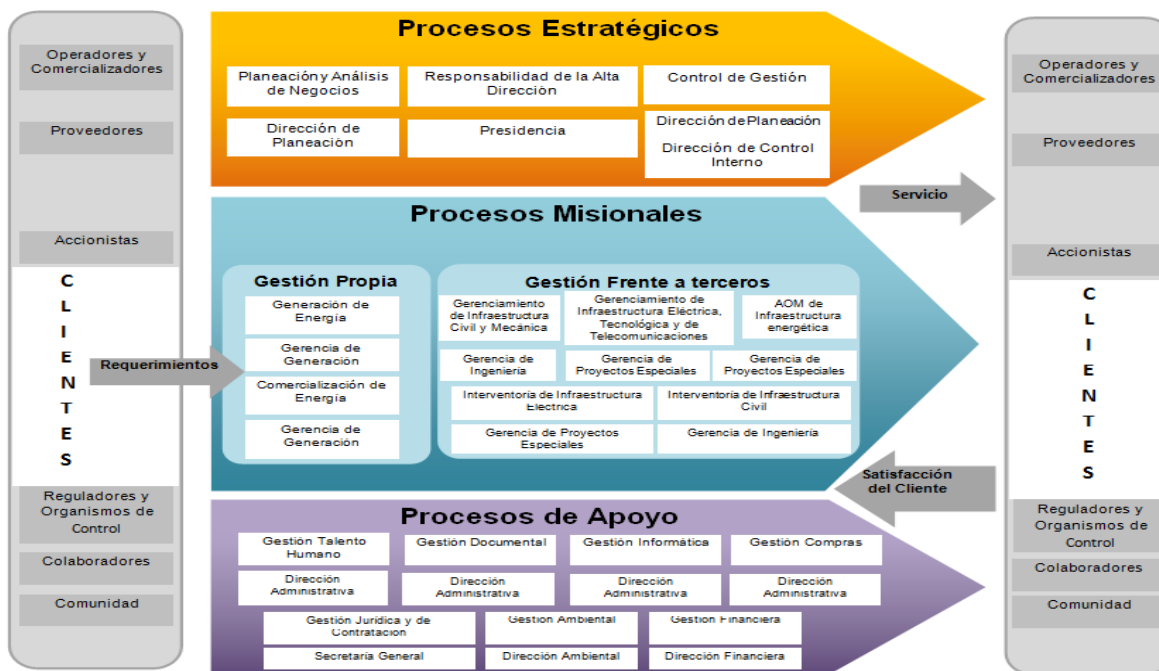 Operadores y
Comercializadores
Proveedores
Accionistas
C
L
I
E
N
T
E
S
Reguladores y
Organismos de
Control
Colaboradores
Comunidad
Requerimientos
Procesos Estratégicos
Planeación y Análisis
de Negocios
Responsabilidad de la Alta
Dirección
Control de Gestión
Dirección de
Planeación
Presidencia
Dirección de Planeación
Dirección de Control
Interno
Procesos Misionales
Gestión Propia
Generación de
Energía
Gerencia de
Generación
Comercialización de
Energía
Gerencia de
Generación
Gestión Frente a terceros
Gerenciamiento
de Infraestructura
Civil y Mecánica
Gerenciamiento de
Infraestructura Eléctrica,
Tecnológica y de
Telecomunicaciones
AOM de
Infraestructura
energética
Gerencia de
Ingeniería
Gerencia de
Proyectos Especiales
Gerencia de
Proyectos Especiales
Interventoría de Infraestructura
Eléctrica
Interventoría de Infraestructura
Civil
Gerencia de Proyectos
Especiales
Gerencia de Ingeniería
Procesos de Apoyo
Gestión Talento
Humano
Gestión Documental
Gestión Informática
Gestión Compras
Dirección
Administrativa
Dirección
Administrativa
Dirección
Administrativa
Dirección
Administrativa
Gestión Jurídica y de
Contratación
Gestión Ambiental
Gestión Financiera
Secretaría General
Dirección Ambiental
Dirección Financiera
Servicio
Satisfacción
del Cliente
Operadores y
Comercializadores
Proveedores
Accionistas
C
L
I
E
N
T
E
S
Reguladores y
Organismos de
Control
Colaboradores
Comunidad